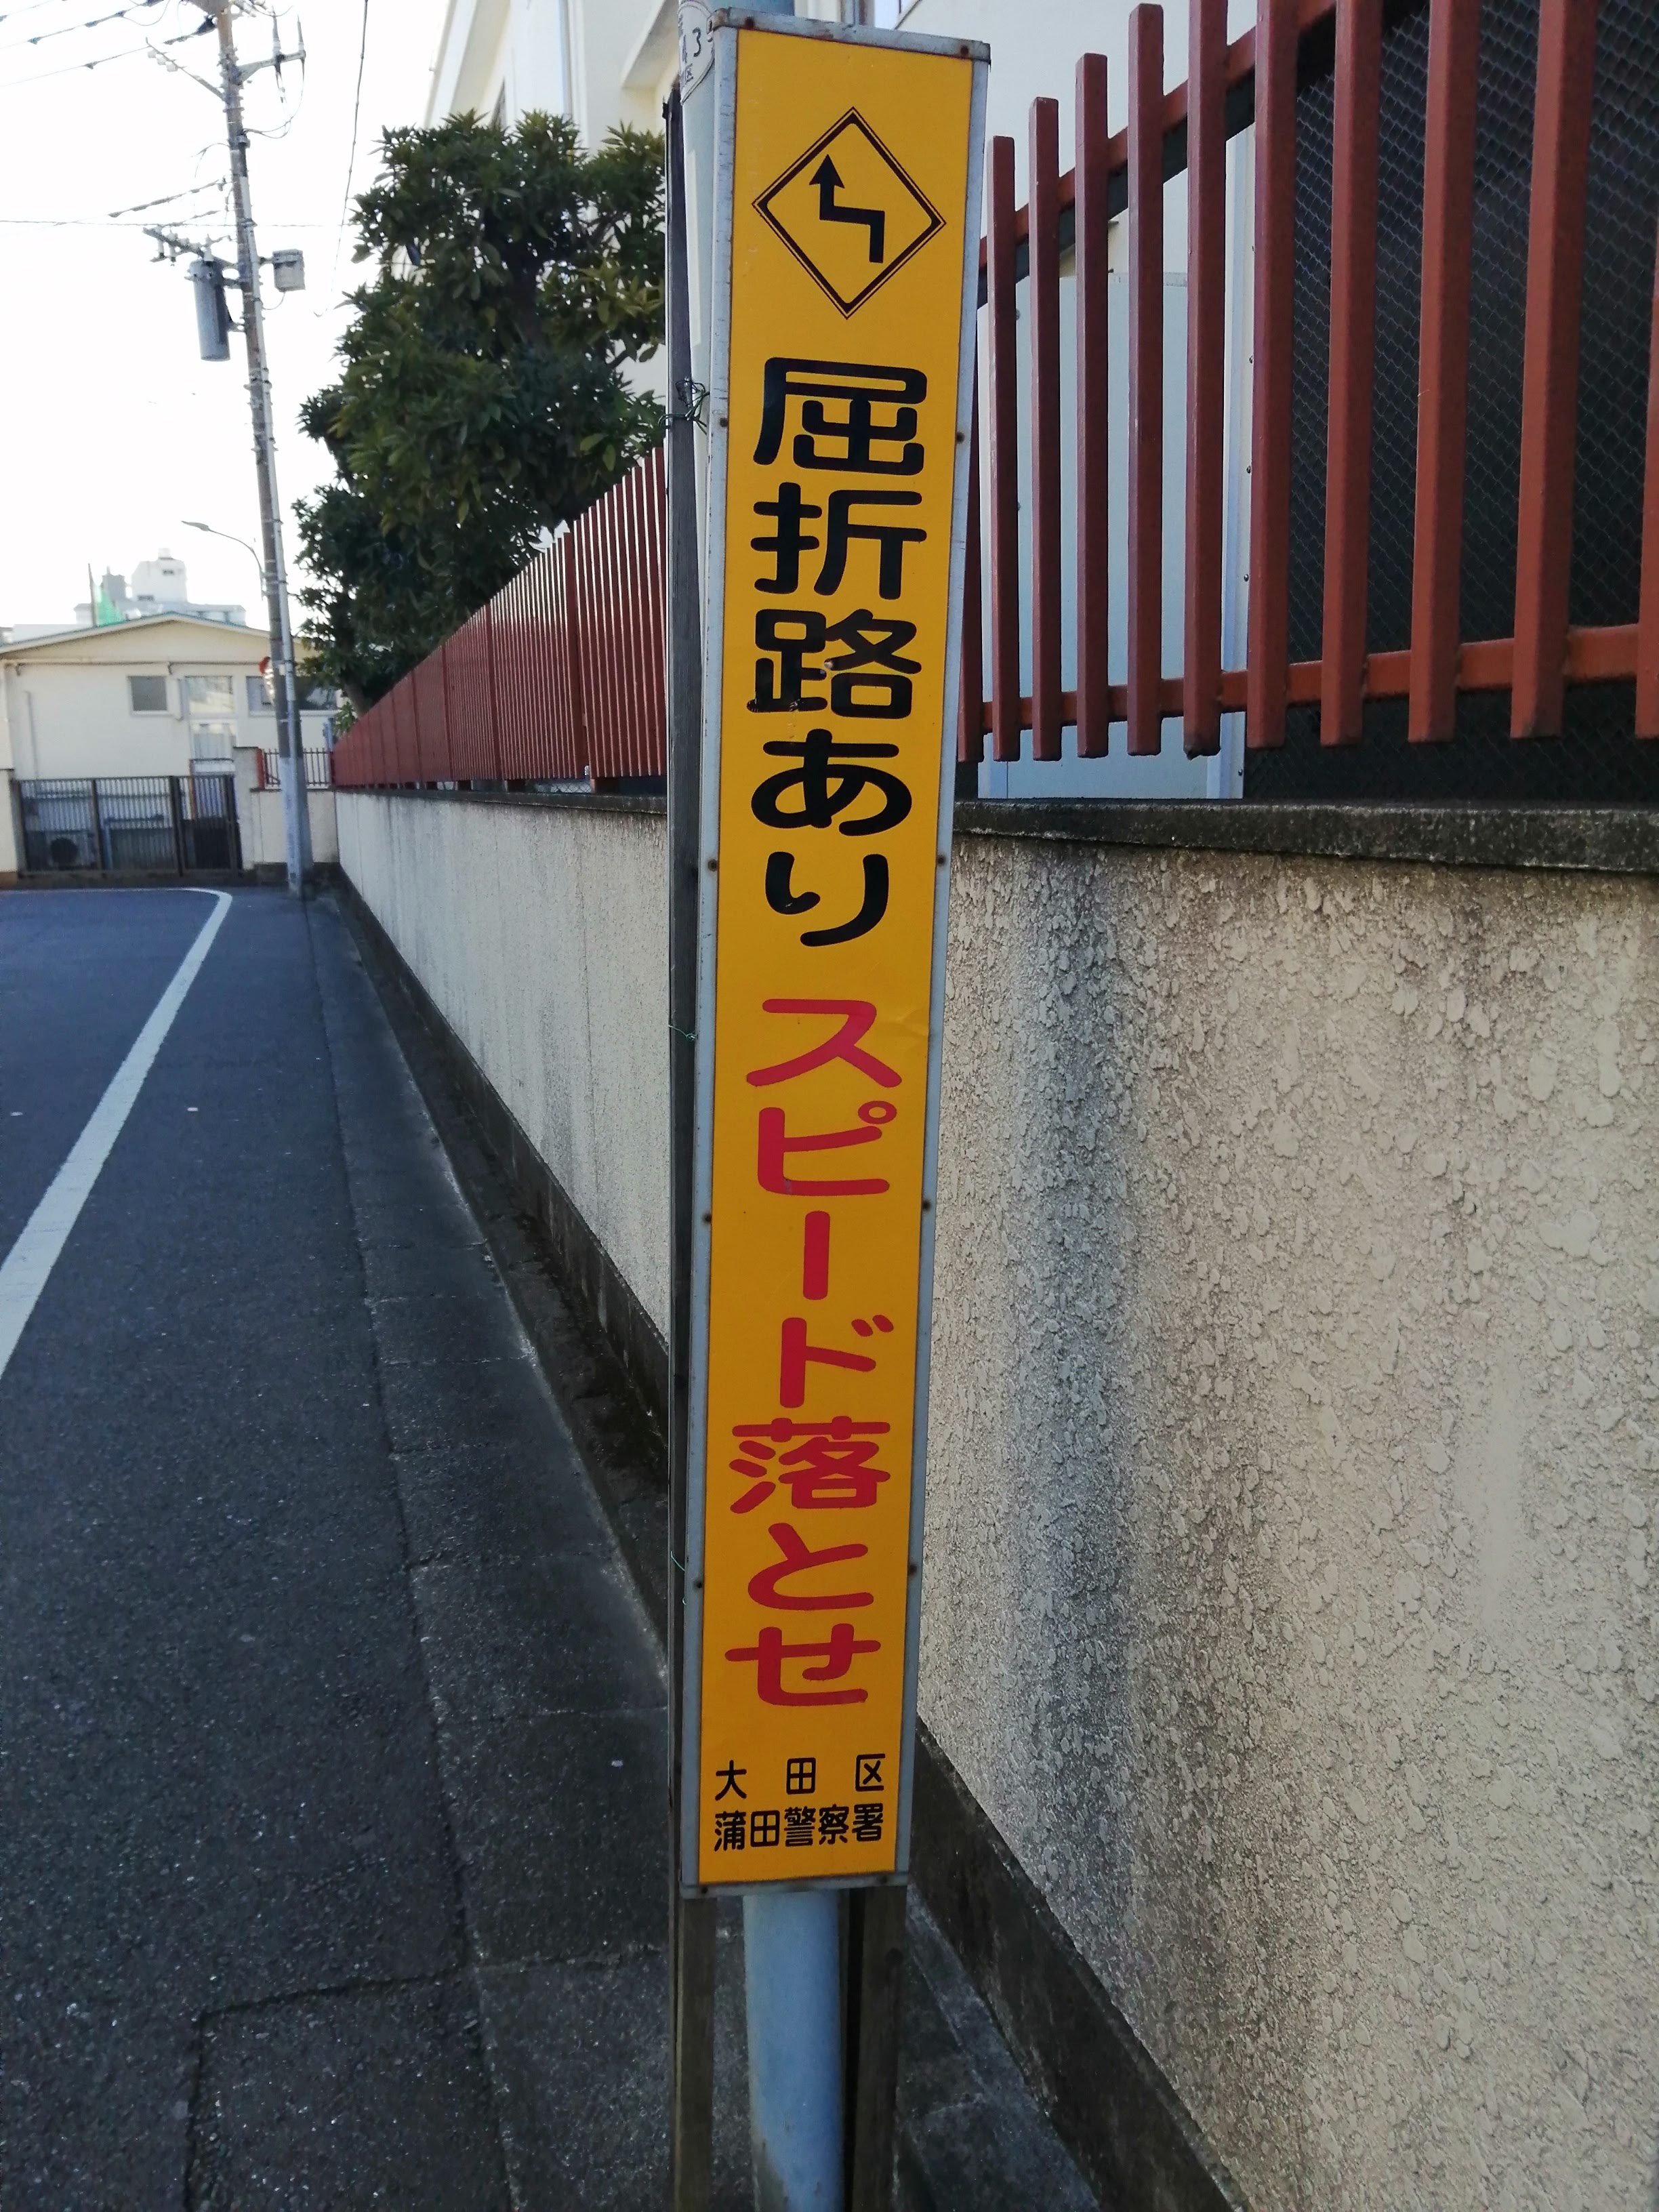 屈折路あり
スピード落とせ
大田区
蒲田警察署